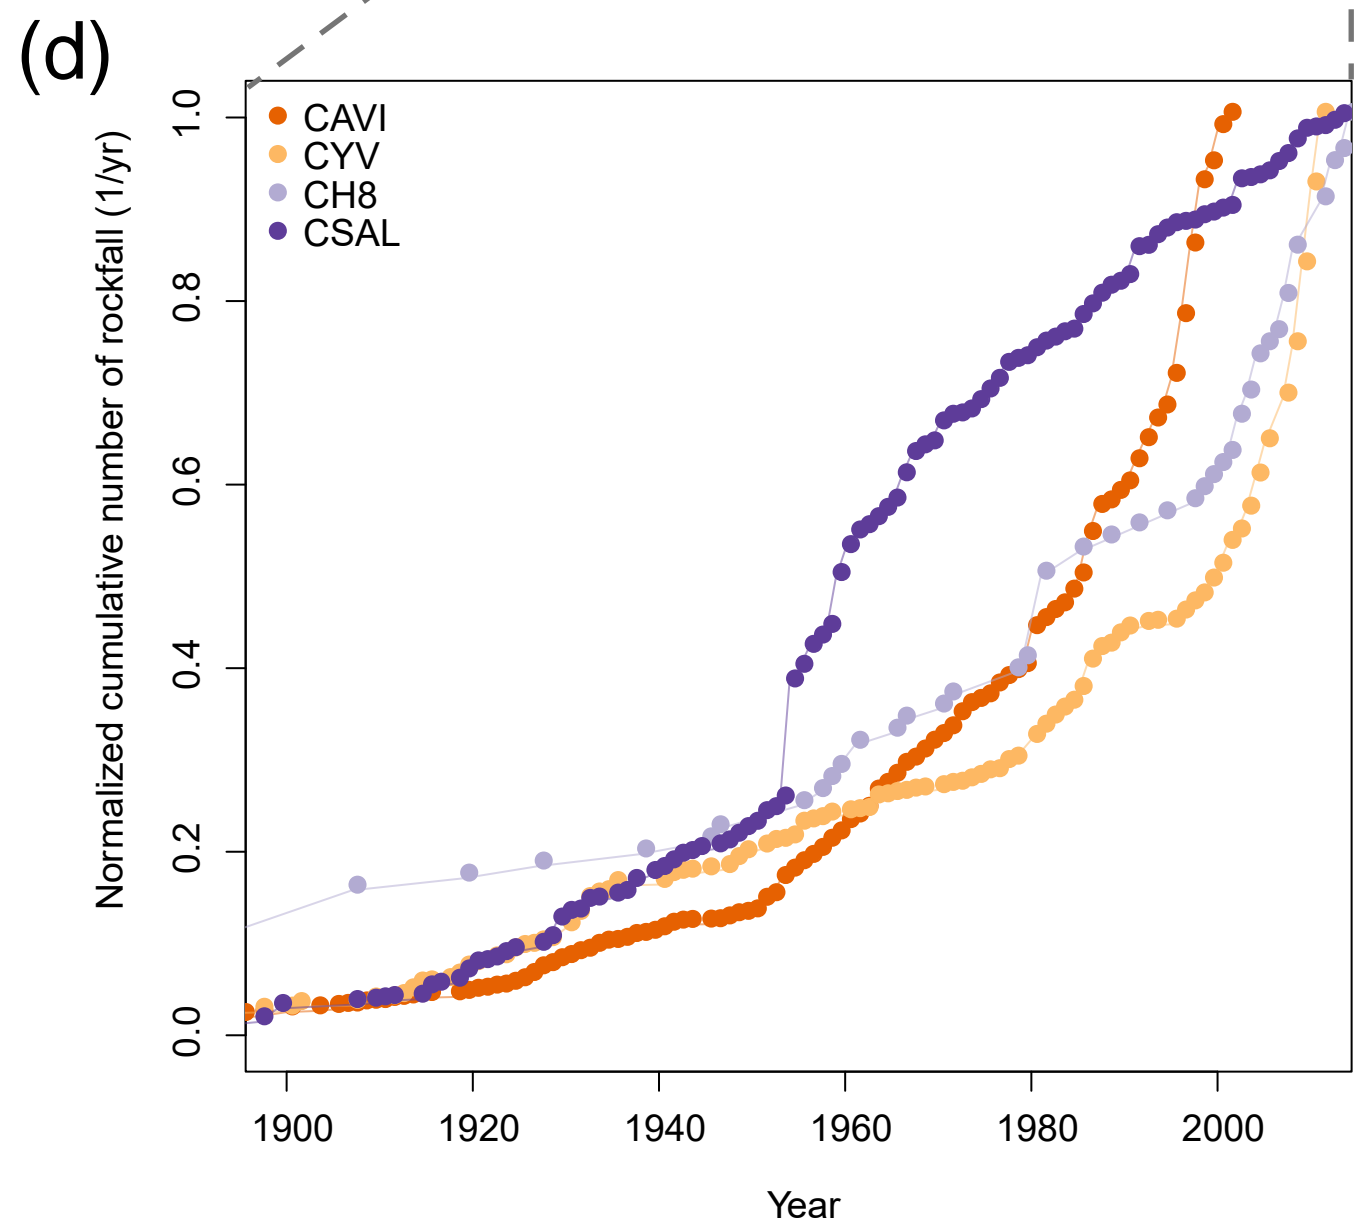 (d)
CAVI
CYV
CH8
CSAL
Normalized cumulative number of rockfall (1/yr)
1.0
0.8
0.6
0.4
0.2
0.0
1900 1920 1940 1960 1980 2000
Year